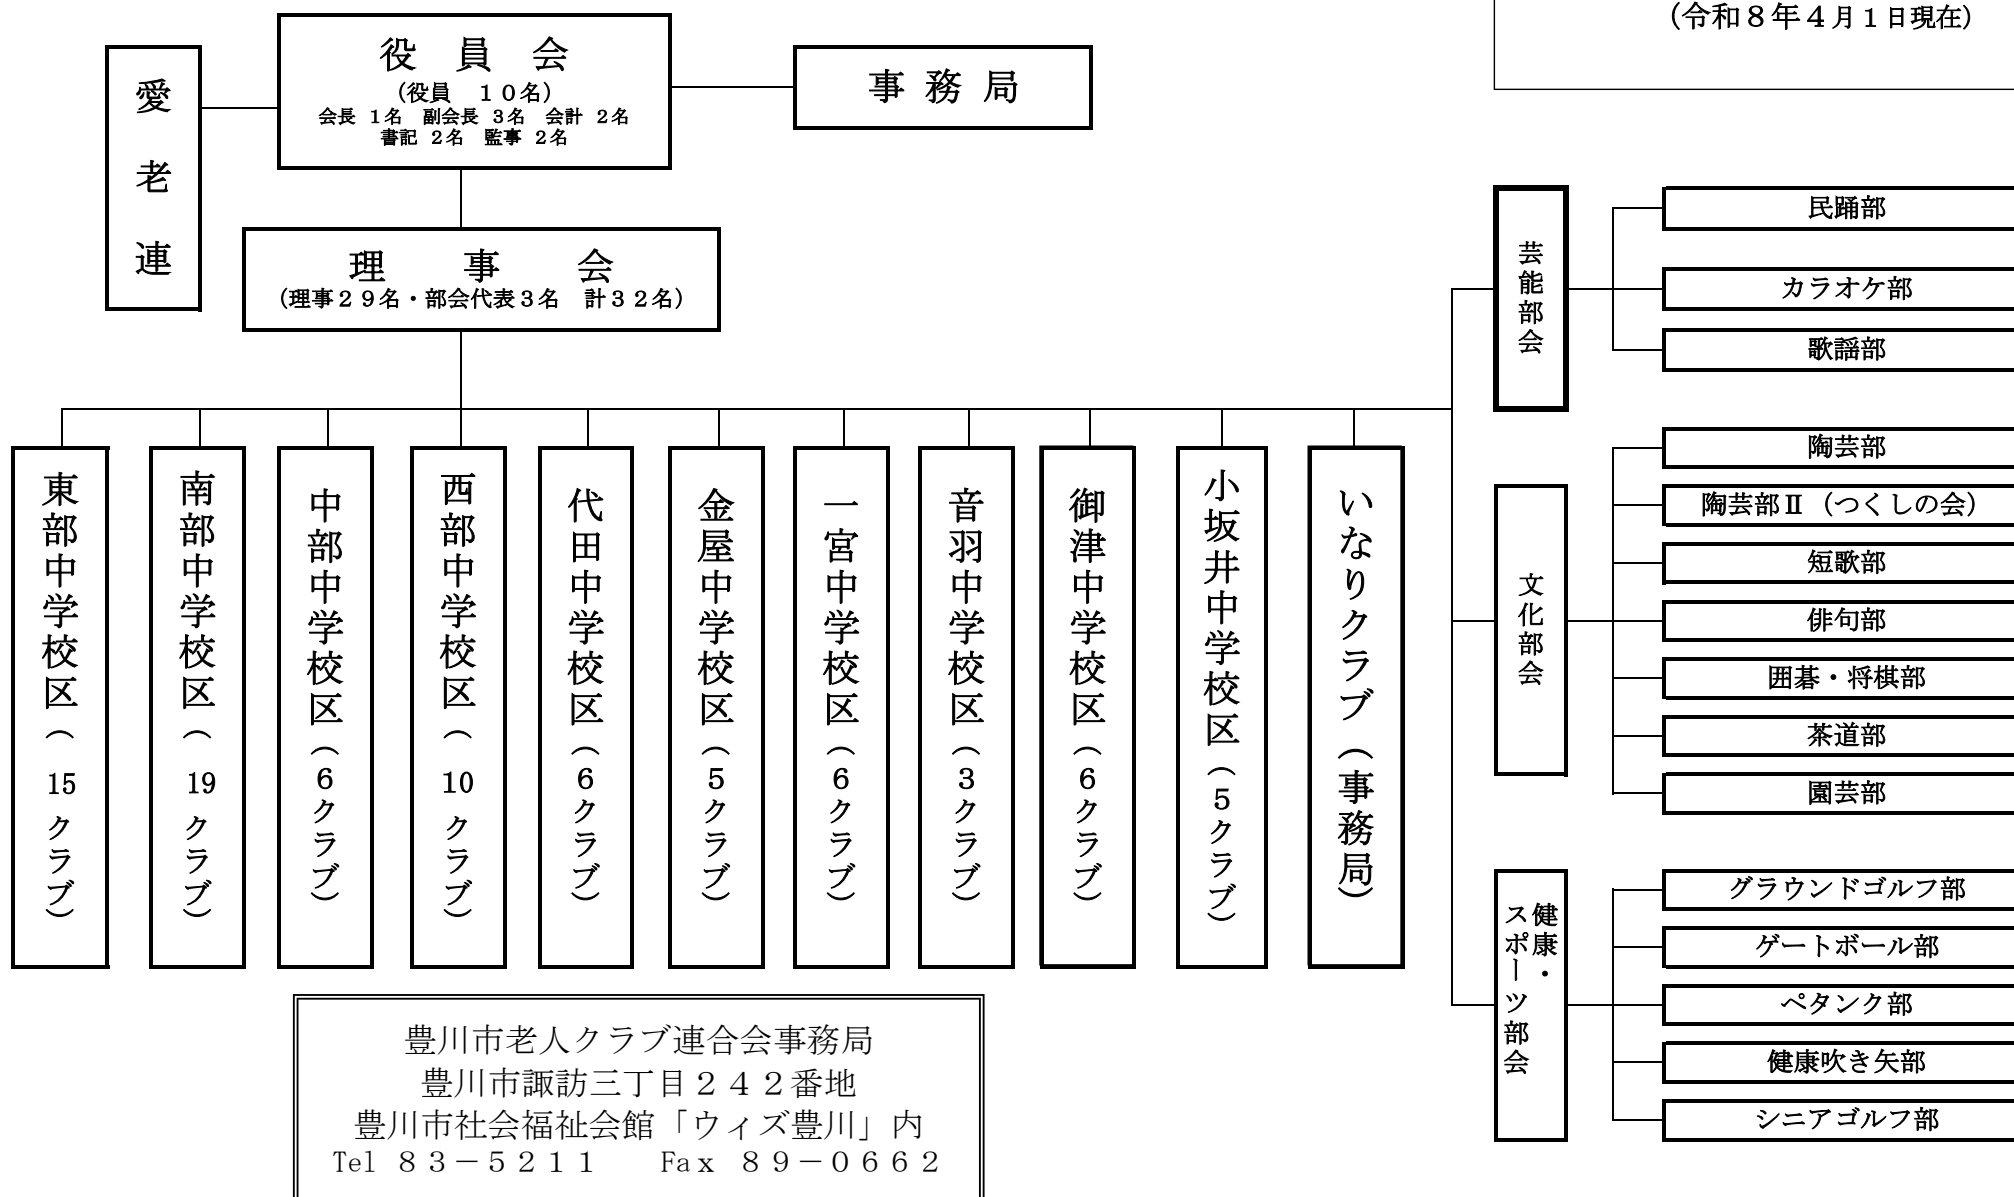 (令和８年４月１日現在)
愛老連
役　員　会
(役員　１０名)
会長 １名　副会長 ３名　会計 ２名
書記 ２名　監事 ２名
事 務 局
理　事　会
(理事２９名・部会代表３名　計３２名)
東部中学校区（15クラブ）
南部中学校区（19クラブ）
中部中学校区（6クラブ）
西部中学校区（10クラブ）
代田中学校区（6クラブ）
金屋中学校区（5クラブ）
一宮中学校区（6クラブ）
音羽中学校区（3クラブ）
御津中学校区（6クラブ）
小坂井中学校区（5クラブ）
いなりクラブ（事務局）
芸能部会
民踊部
カラオケ部
歌謡部
文化部会
陶芸部
陶芸部Ⅱ（つくしの会）
短歌部
俳句部
囲碁・将棋部
茶道部
園芸部
健康・
スポーツ部会
グラウンドゴルフ部
ゲートボール部
ペタンク部
健康吹き矢部
シニアゴルフ部
豊川市老人クラブ連合会事務局
豊川市諏訪三丁目２４２番地
豊川市社会福祉会館「ウィズ豊川」内
Tel ８３－５２１１　Fax ８９－０６６２